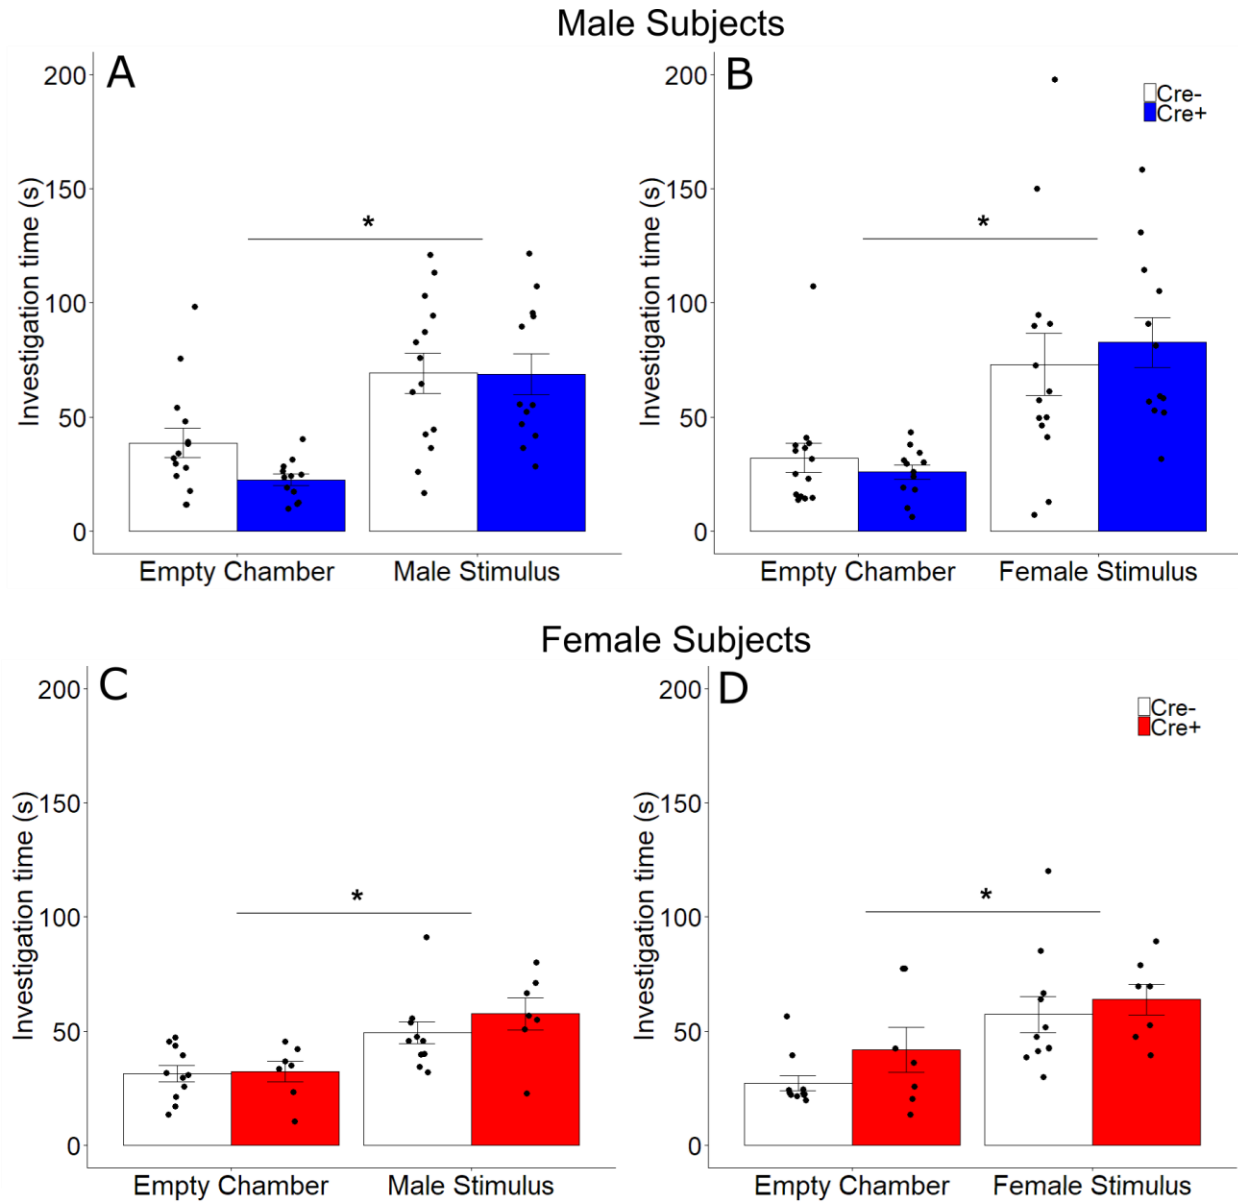 Male Subjects
A
B
Investigation time (s)
200
150
100
50
0
*
Empty Chamber
Male Stimulus
Investigation time (s)
200
150
100
50
0
*
Cre-
Cre+
Empty Chamber
Female Stimulus
Female Subjects
C
D
Investigation time (s)
200
150
100
50
0
*
Empty Chamber
Male Stimulus
Investigation time (s)
200
150
100
50
0
*
Cre-
Cre+
Empty Chamber
Female Stimulus